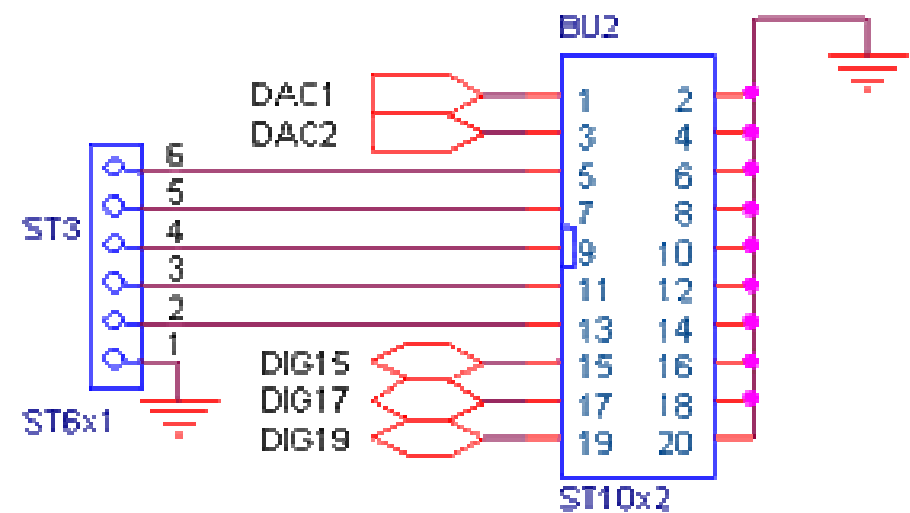 BU2
DAC1 1 2
DAC2 3 4
6 5 6
5 7 8
ST3 4 9 10
3 11 12
2 13 14
1 DIG15 15 16
DIG17 17 18
ST6x1 DIG19 19 20
ST10x2